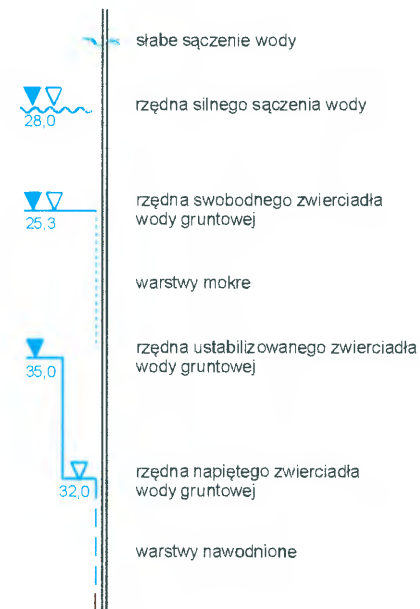 słabe sączenie wody
rzędna silnego sączenia wody
28,0
rzędna swobodnego zwierciadła
wody gruntowej
25,3
warstwy mokre
rzędna ustabilizowanego zwierciadła
wody gruntowej
35,0
rzędna napiętego zwierciadła
wody gruntowej
32,0
warstwy nawodnione